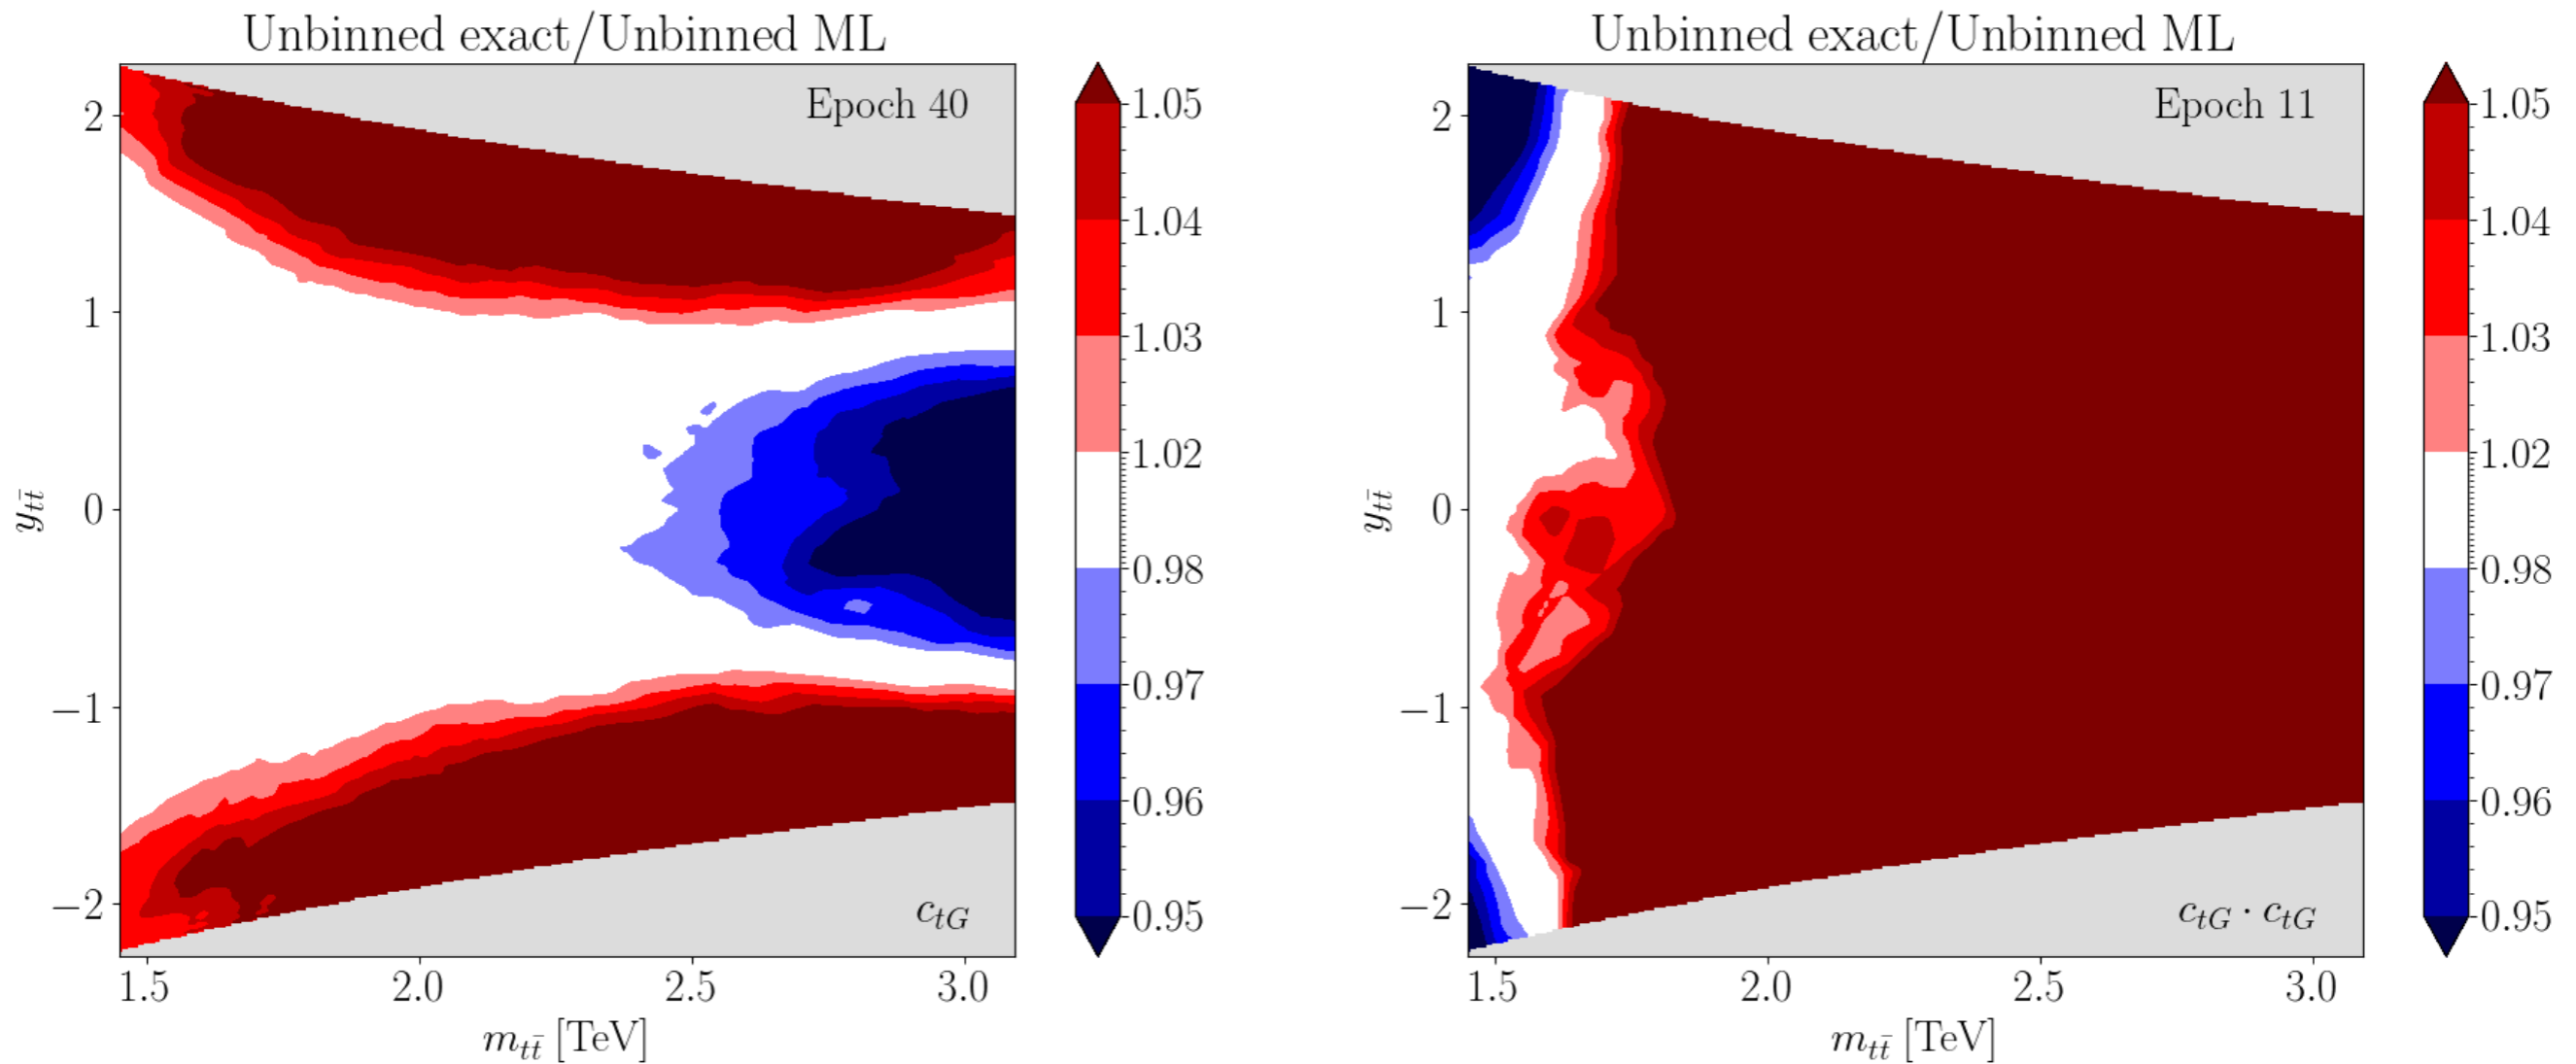 Unbinned exact/Unbinned ML
Epoch 40
2
1
0
−1
−2
y_{t\bar{t}}
c_{tG}
1.5 2.0 2.5 3.0
m_{t\bar{t}} [TeV]
1.05
1.04
1.03
1.02
0.98
0.97
0.96
0.95
Unbinned exact/Unbinned ML
Epoch 11
2
1
0
−1
−2
y_{t\bar{t}}
c_{tG} · c_{tG}
1.5 2.0 2.5 3.0
m_{t\bar{t}} [TeV]
1.05
1.04
1.03
1.02
0.98
0.97
0.96
0.95